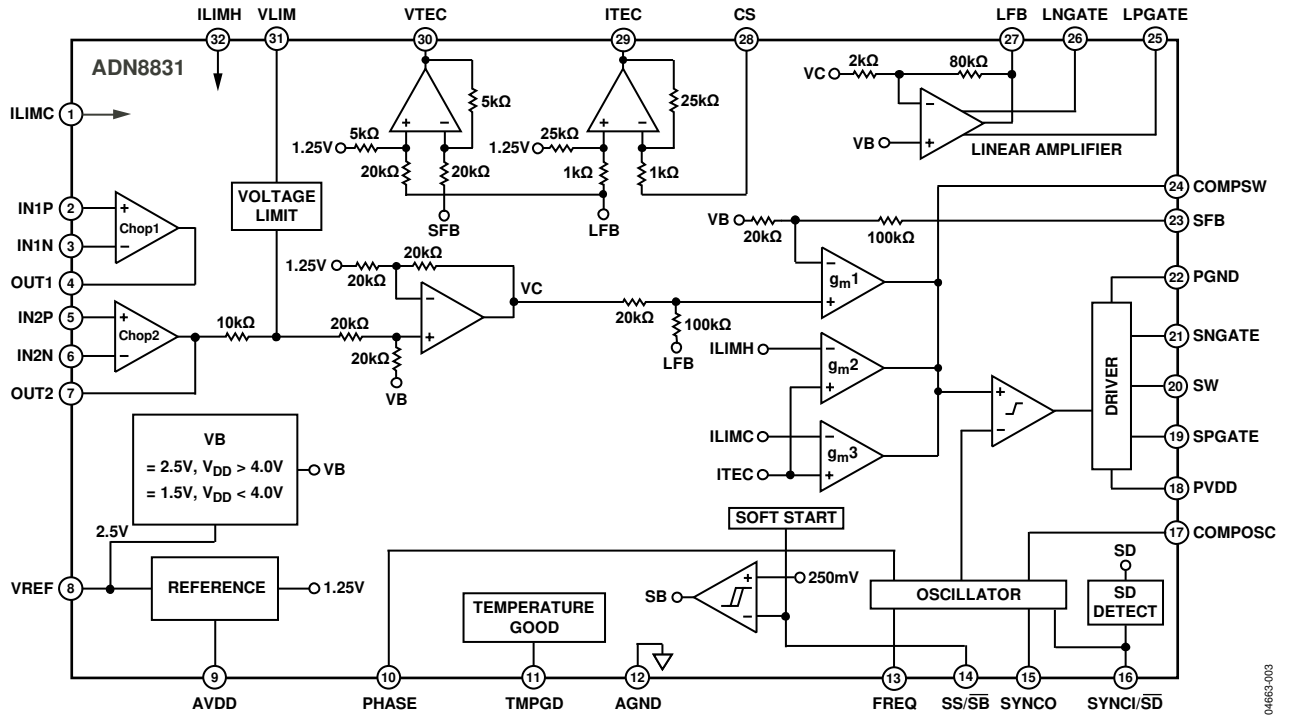 ILIMH VLIM VTEC ITEC CS LFB LNGATE LPGATE
32 31 30 29 28 27 26 25
ADN8831
ILIMC 1
IN1P 2
IN1N 3
OUT1 4
IN2P 5
IN2N 6
OUT2 7
+
Chop1
−
+
Chop2
−
VOLTAGE
LIMIT
10kΩ
5kΩ
1.25V
5kΩ
+ −
20kΩ
20kΩ
SFB
25kΩ
1.25V
25kΩ
+ −
1kΩ
1kΩ
LFB
VC
2kΩ
80kΩ
−
+
VB
LINEAR AMPLIFIER
1.25V
20kΩ
20kΩ
−
+
20kΩ
20kΩ
VB
VC
20kΩ
100kΩ
LFB
VB
20kΩ
100kΩ
−
gm1
+
ILIMH
−
gm2
+
ILIMC
−
gm3
+
ITEC
+
−
DRIVER
24 COMPSW
23 SFB
22 PGND
21 SNGATE
20 SW
19 SPGATE
18 PVDD
17 COMPOSC
VB
= 2.5V, VDD > 4.0V
= 1.5V, VDD < 4.0V
VB
2.5V
VREF 8
REFERENCE
1.25V
TEMPERATURE
GOOD
SOFT START
SB
+
−
250mV
OSCILLATOR
SD
SD
DETECT
9 10 11 12 13 14 15 16
AVDD PHASE TMPGD AGND FREQ SS/S̅B̅ SYNCO SYNCI/S̅D̅
04663-003